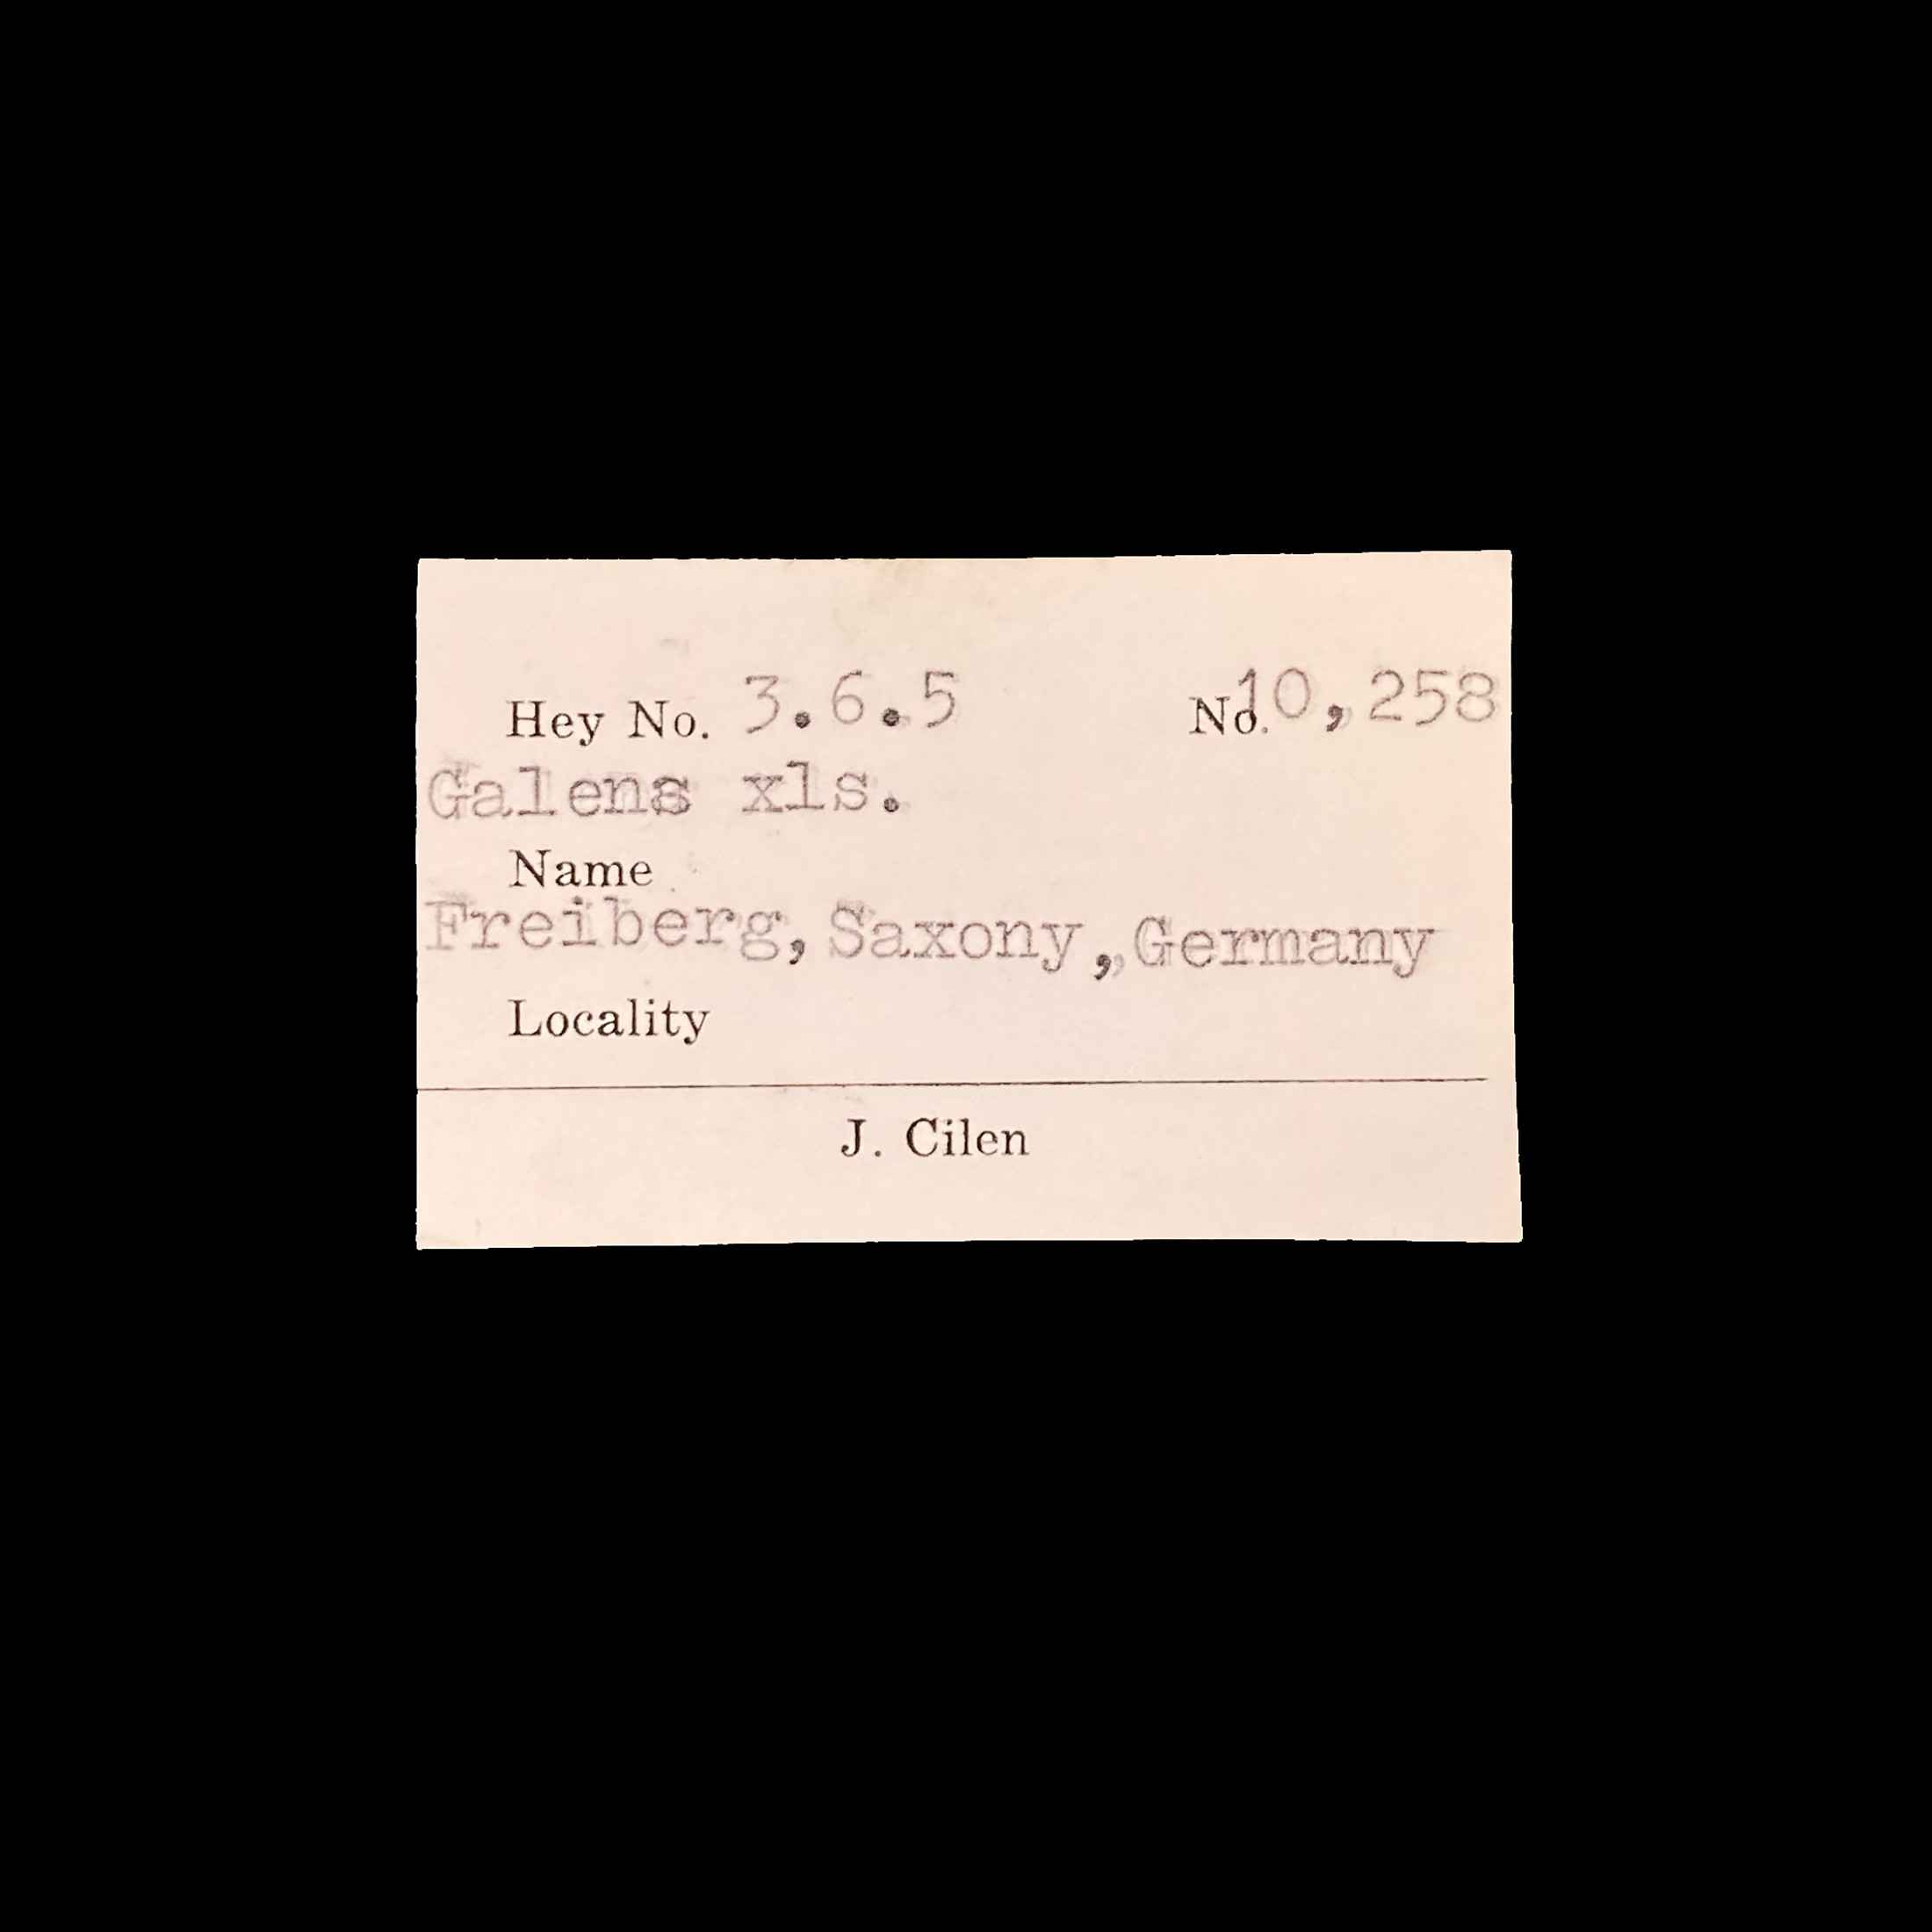 Hey No. 3.6.5 No. 10,258
Galena xls.
Name
Freiberg, Saxony,, Germany
Locality
J. Cilen